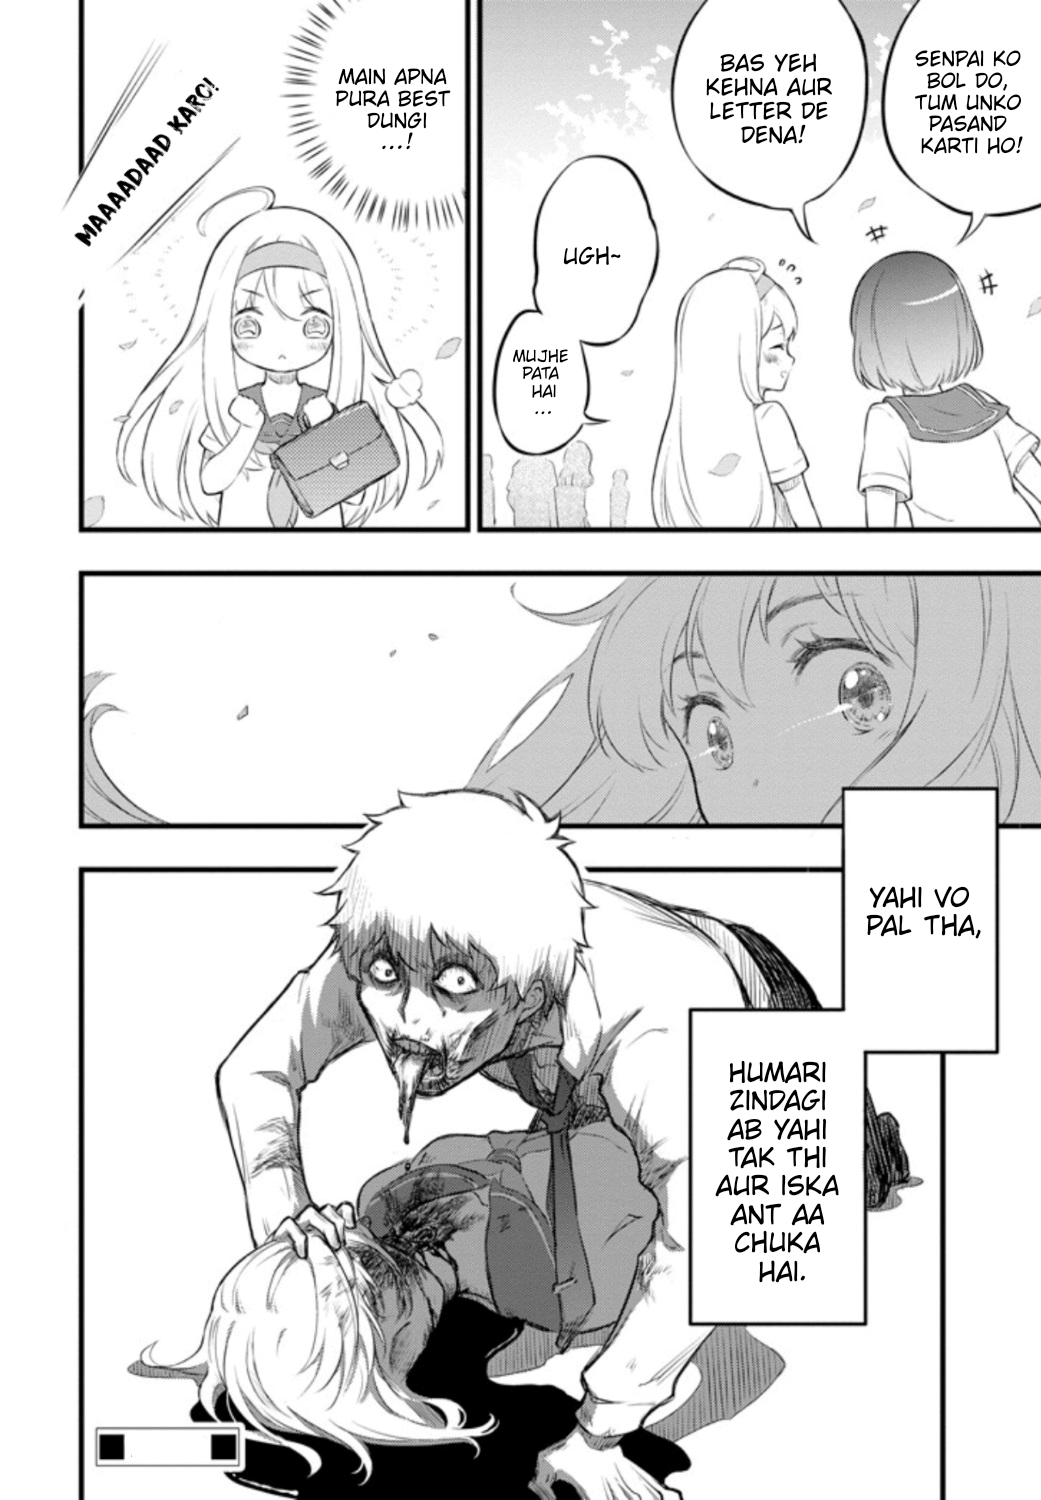 SENPAI KO
BOL DO,
TUM UNKO
PASAND
KARTI HO!
BAS YEH
KEHNA AUR
LETTER DE
DENA!
UGH~
MUJHE
PATA
HAI
...
MAIN APNA
PURA BEST
DUNGI
...!
MAAAADAAD KARO!
YAHI VO
PAL THA,
HUMARI
ZINDAGI
AB YAHI
TAK THI
AUR ISKA
ANT AA
CHUKA
HAI.